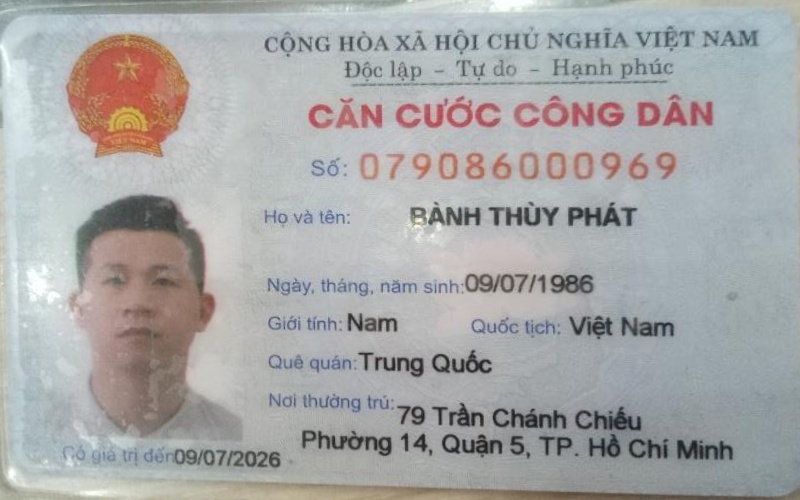 CỘNG HÒA XÃ HỘI CHỦ NGHĨA VIỆT NAM
Độc lập - Tự do - Hạnh phúc
CĂN CƯỚC CÔNG DÂN
Số: 079086000969
Họ và tên: BÀNH THÙY PHÁT
Ngày, tháng, năm sinh: 09/07/1986
Giới tính: Nam Quốc tịch: Việt Nam
Quê quán: Trung Quốc
Nơi thường trú: 79 Trần Chánh Chiếu
Phường 14, Quận 5, TP. Hồ Chí Minh
Có giá trị đến 09/07/2026
VIỆT NAM